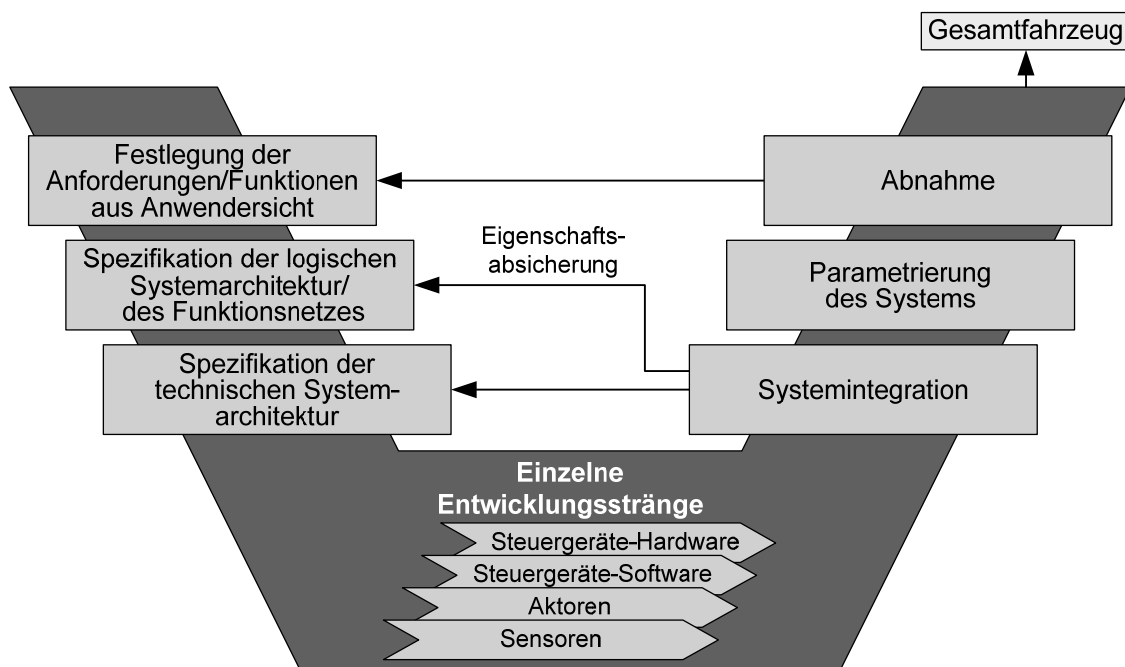 Gesamtfahrzeug
Festlegung der
Anforderungen/Funktionen
aus Anwendersicht
Abnahme
Eigenschafts-
absicherung
Spezifikation der logischen
Systemarchitektur/
des Funktionsnetzes
Parametrierung
des Systems
Spezifikation der
technischen System-
architektur
Systemintegration
Einzelne
Entwicklungsstränge
Steuergeräte-Hardware
Steuergeräte-Software
Aktoren
Sensoren